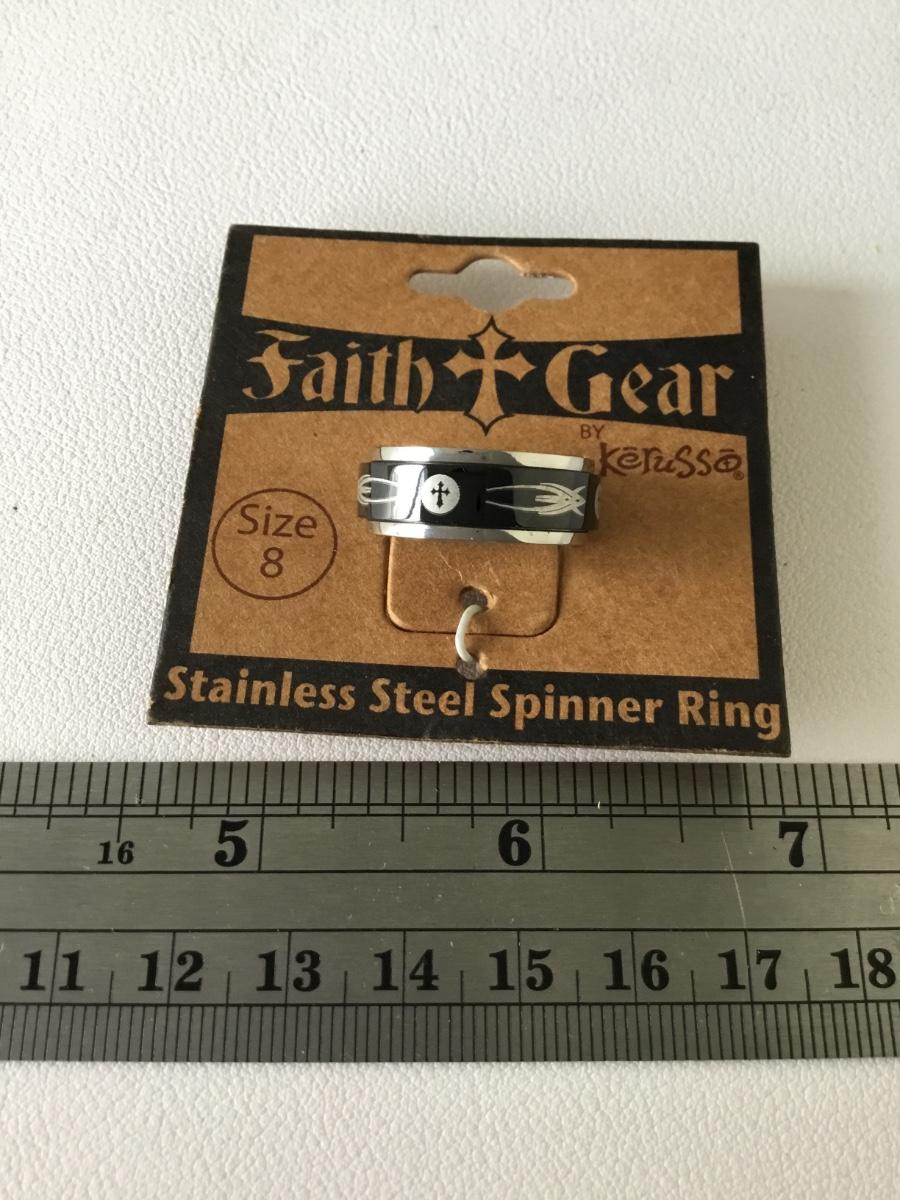 Faith Gear
BY
Kerusso®
Size
8
Stainless Steel Spinner Ring
16 5 6 7
11 12 13 14 15 16 17 18